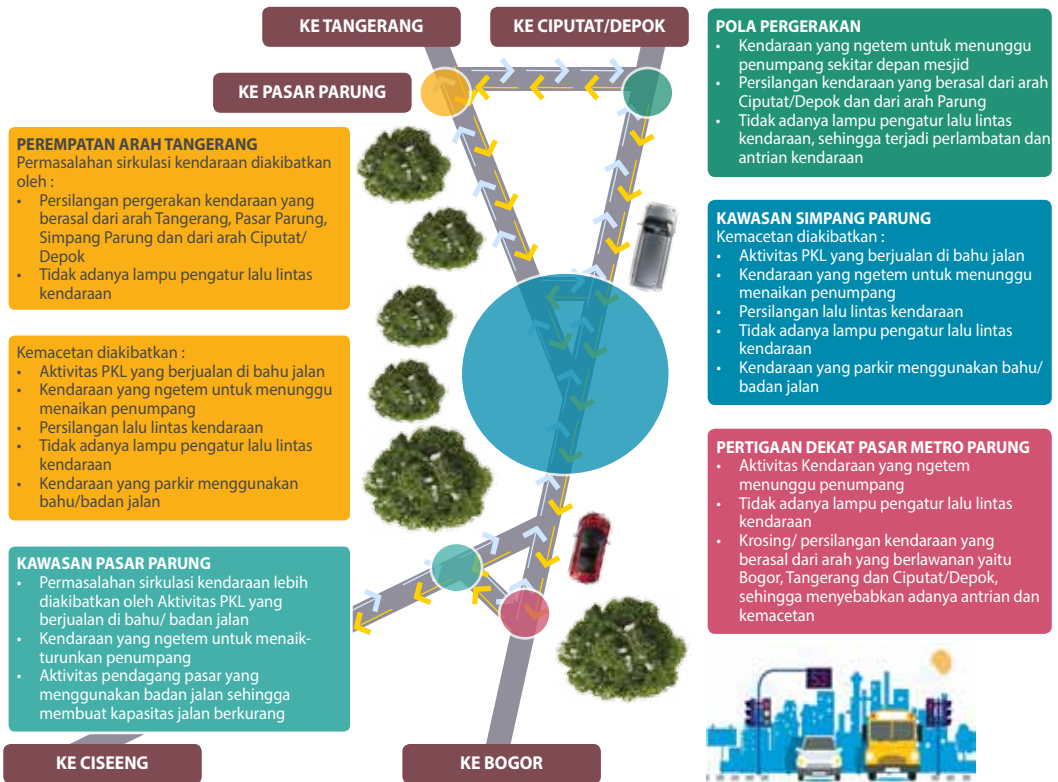 KE TANGERANG
KE CIPUTAT/DEPOK
KE PASAR PARUNG
PEREMPATAN ARAH TANGERANG
Permasalahan sirkulasi kendaraan diakibatkan
oleh :
• Persilangan pergerakan kendaraan yang
berasal dari arah Tangerang, Pasar Parung,
Simpang Parung dan dari arah Ciputat/
Depok
• Tidak adanya lampu pengatur lalu lintas
kendaraan
Kemacetan diakibatkan :
• Aktivitas PKL yang berjualan di bahu jalan
• Kendaraan yang ngetem untuk menunggu
menaikan penumpang
• Persilangan lalu lintas kendaraan
• Tidak adanya lampu pengatur lalu lintas
kendaraan
• Kendaraan yang parkir menggunakan
bahu/badan jalan
KAWASAN PASAR PARUNG
• Permasalahan sirkulasi kendaraan lebih
diakibatkan oleh Aktivitas PKL yang
berjualan di bahu/ badan jalan
• Kendaraan yang ngetem untuk menaik-
turunkan penumpang
• Aktivitas pendagang pasar yang
menggunakan badan jalan sehingga
membuat kapasitas jalan berkurang
KE CISEENG
KE BOGOR
POLA PERGERAKAN
• Kendaraan yang ngetem untuk menunggu
penumpang sekitar depan mesjid
• Persilangan kendaraan yang berasal dari arah
Ciputat/Depok dan dari arah Parung
• Tidak adanya lampu pengatur lalu lintas
kendaraan, sehingga terjadi perlambatan dan
antrian kendaraan
KAWASAN SIMPANG PARUNG
Kemacetan diakibatkan :
• Aktivitas PKL yang berjualan di bahu jalan
• Kendaraan yang ngetem untuk menunggu
menaikan penumpang
• Persilangan lalu lintas kendaraan
• Tidak adanya lampu pengatur lalu lintas
kendaraan
• Kendaraan yang parkir menggunakan bahu/
badan jalan
PERTIGAAN DEKAT PASAR METRO PARUNG
• Aktivitas Kendaraan yang ngetem
menunggu penumpang
• Tidak adanya lampu pengatur lalu lintas
kendaraan
• Krosing/ persilangan kendaraan yang
berasal dari arah yang berlawanan yaitu
Bogor, Tangerang dan Ciputat/Depok,
sehingga menyebabkan adanya antrian dan
kemacetan